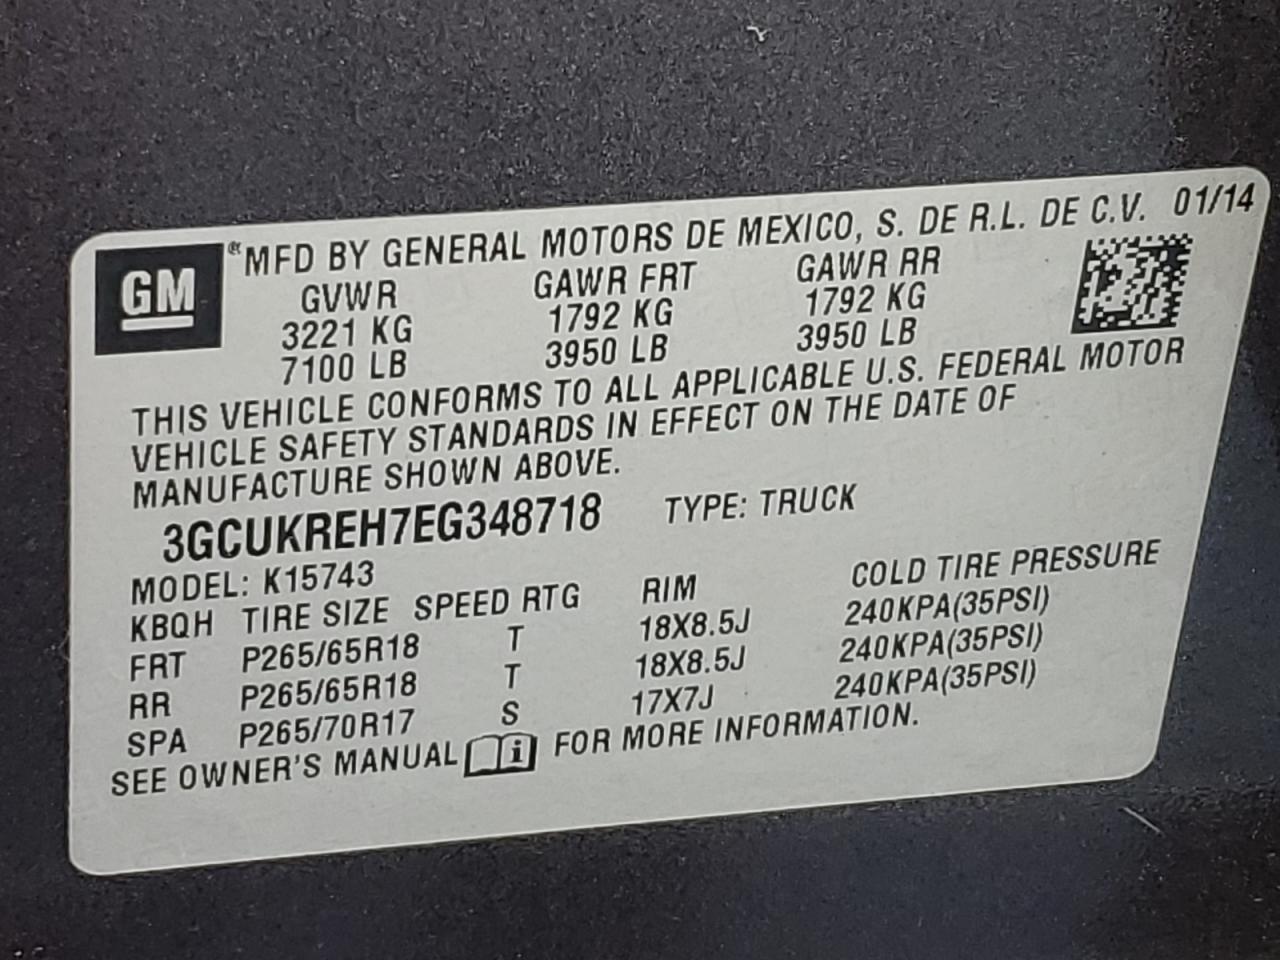 GM
® MFD BY GENERAL MOTORS DE MEXICO, S. DE R.L. DE C.V. 01/14
GVWR GAWR FRT GAWR RR
3221 KG 1792 KG 1792 KG
7100 LB 3950 LB 3950 LB
THIS VEHICLE CONFORMS TO ALL APPLICABLE U.S. FEDERAL MOTOR
VEHICLE SAFETY STANDARDS IN EFFECT ON THE DATE OF
MANUFACTURE SHOWN ABOVE.
3GCUKREH7EG348718 TYPE: TRUCK
MODEL: K15743
KBQH TIRE SIZE SPEED RTG RIM COLD TIRE PRESSURE
FRT P265/65R18 T 18X8.5J 240KPA(35PSI)
RR P265/65R18 T 18X8.5J 240KPA(35PSI)
SPA P265/70R17 S 17X7J 240KPA(35PSI)
SEE OWNER'S MANUAL i FOR MORE INFORMATION.